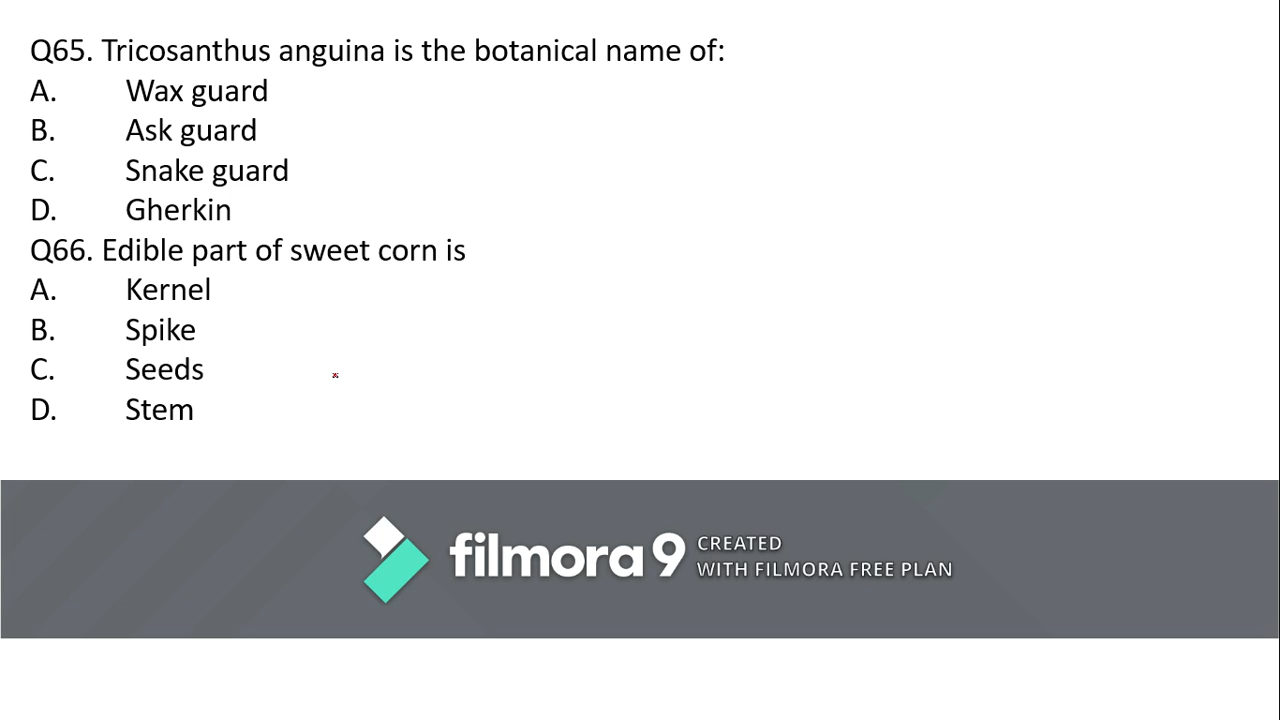 Q65. Tricosanthus anguina is the botanical name of:
A. Wax guard
B. Ask guard
C. Snake guard
D. Gherkin
Q66. Edible part of sweet corn is
A. Kernel
B. Spike
C. Seeds
D. Stem
filmora 9 CREATED
WITH FILMORA FREE PLAN